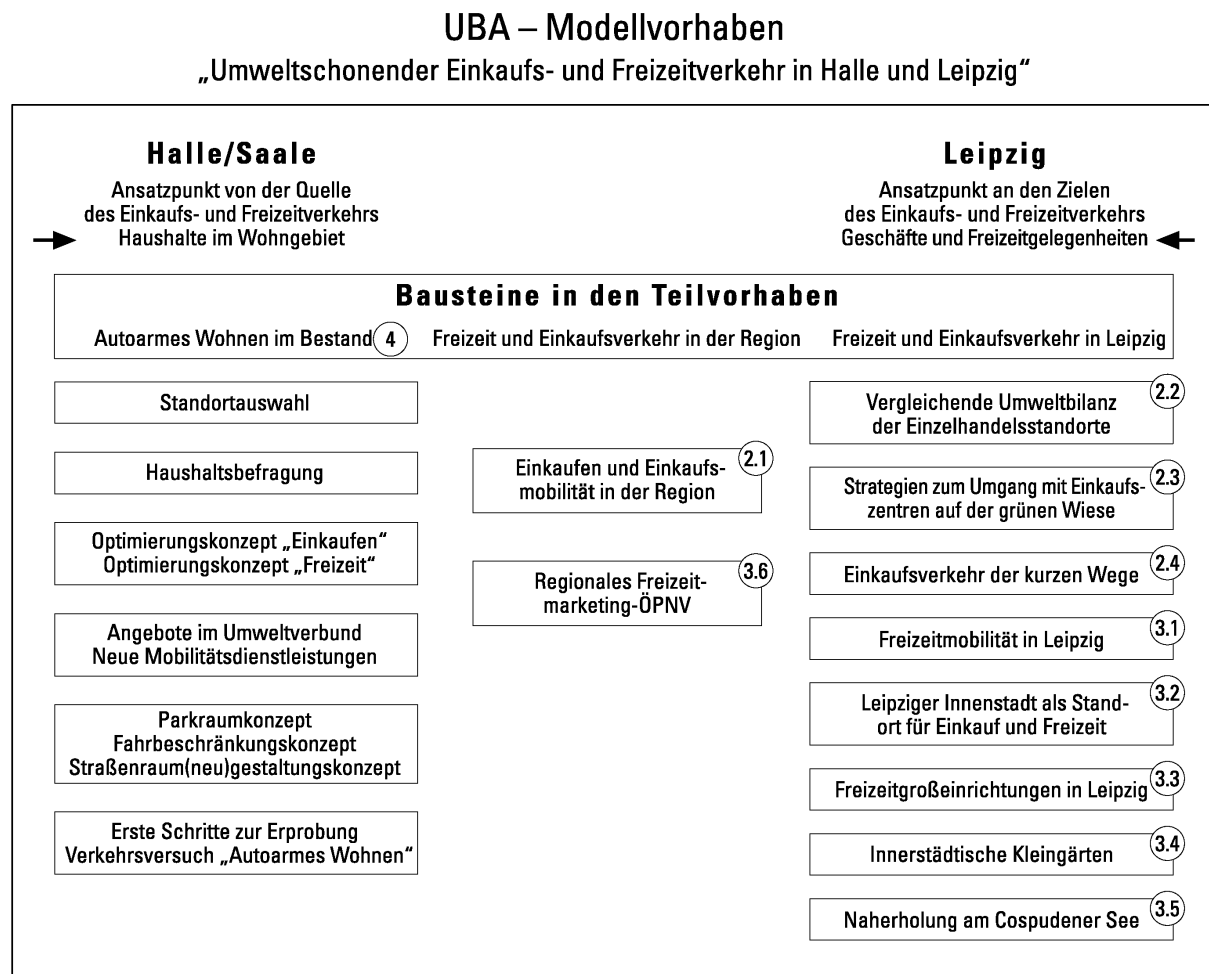 UBA – Modellvorhaben
„Umweltschonender Einkaufs- und Freizeitverkehr in Halle und Leipzig“
Halle/Saale
Ansatzpunkt von der Quelle
des Einkaufs- und Freizeitverkehrs
Haushalte im Wohngebiet
Leipzig
Ansatzpunkt an den Zielen
des Einkaufs- und Freizeitverkehrs
Geschäfte und Freizeitgelegenheiten
Bausteine in den Teilvorhaben
Autoarmes Wohnen im Bestand 4
Freizeit und Einkaufsverkehr in der Region
Freizeit und Einkaufsverkehr in Leipzig
Standortauswahl
Haushaltsbefragung
Optimierungskonzept „Einkaufen“
Optimierungskonzept „Freizeit“
Angebote im Umweltverbund
Neue Mobilitätsdienstleistungen
Parkraumkonzept
Fahrbeschränkungskonzept
Straßenraum(neu)gestaltungskonzept
Erste Schritte zur Erprobung
Verkehrsversuch „Autoarmes Wohnen“
2.1
Einkaufen und Einkaufs-
mobilität in der Region
3.6
Regionales Freizeit-
marketing-ÖPNV
2.2
Vergleichende Umweltbilanz
der Einzelhandelsstandorte
2.3
Strategien zum Umgang mit Einkaufs-
zentren auf der grünen Wiese
2.4
Einkaufsverkehr der kurzen Wege
3.1
Freizeitmobilität in Leipzig
3.2
Leipziger Innenstadt als Stand-
ort für Einkauf und Freizeit
3.3
Freizeitgroßeinrichtungen in Leipzig
3.4
Innerstädtische Kleingärten
3.5
Naherholung am Cospudener See